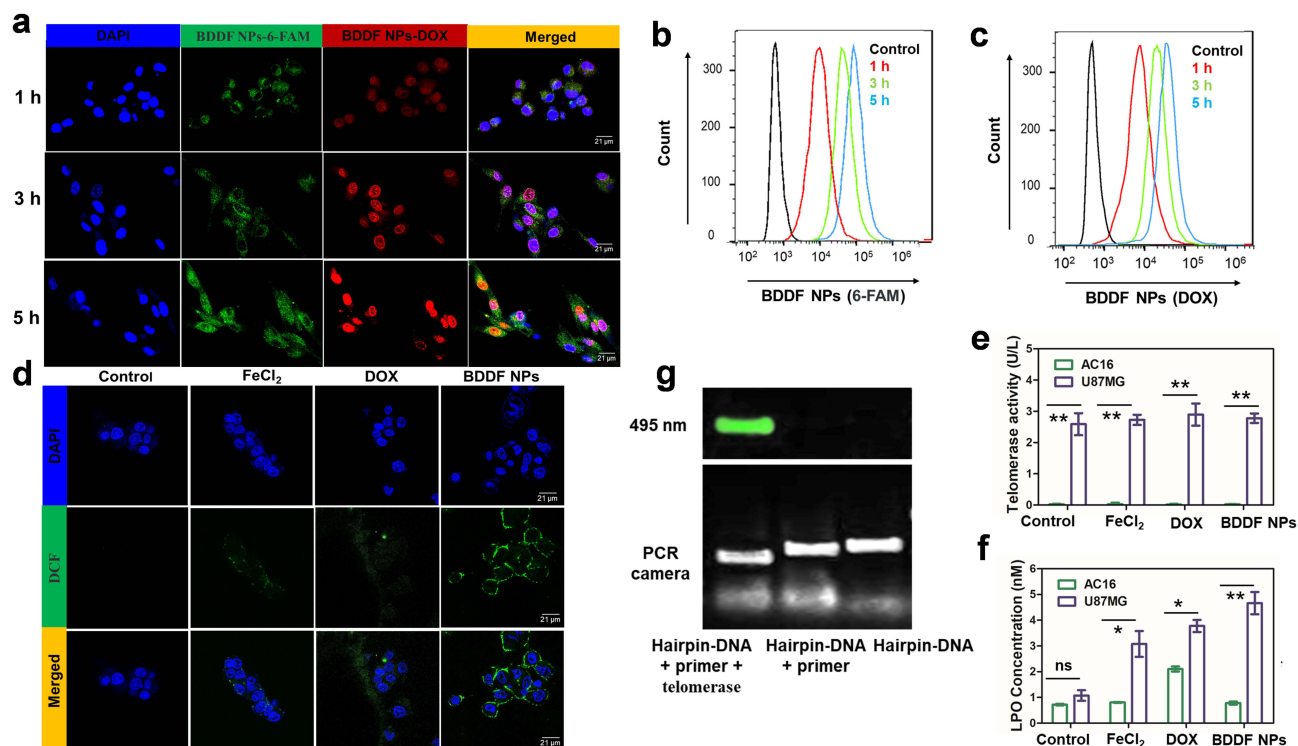 a
DAPI
BDDF NPs-6-FAM
BDDF NPs-DOX
Merged
1 h
21 μm
3 h
21 μm
5 h
21 μm
b
Count
300
200
100
0
Control
1 h
3 h
5 h
10² 10³ 10⁴ 10⁵ 10⁶
BDDF NPs (6-FAM)
c
Count
300
200
100
0
Control
1 h
3 h
5 h
10² 10³ 10⁴ 10⁵ 10⁶
BDDF NPs (DOX)
d
Control
FeCl₂
DOX
BDDF NPs
DAPI
21 μm
DCF
21 μm
Merged
21 μm
g
495 nm
PCR
camera
Hairpin-DNA
+ primer +
telomerase
Hairpin-DNA
+ primer
Hairpin-DNA
e
Telomerase activity (U/L)
5
4
3
2
1
0
AC16
U87MG
**
**
**
**
Control
FeCl₂
DOX
BDDF NPs
f
LPO Concentration (nM)
6
5
4
3
2
1
0
AC16
U87MG
ns
*
*
**
Control
FeCl₂
DOX
BDDF NPs